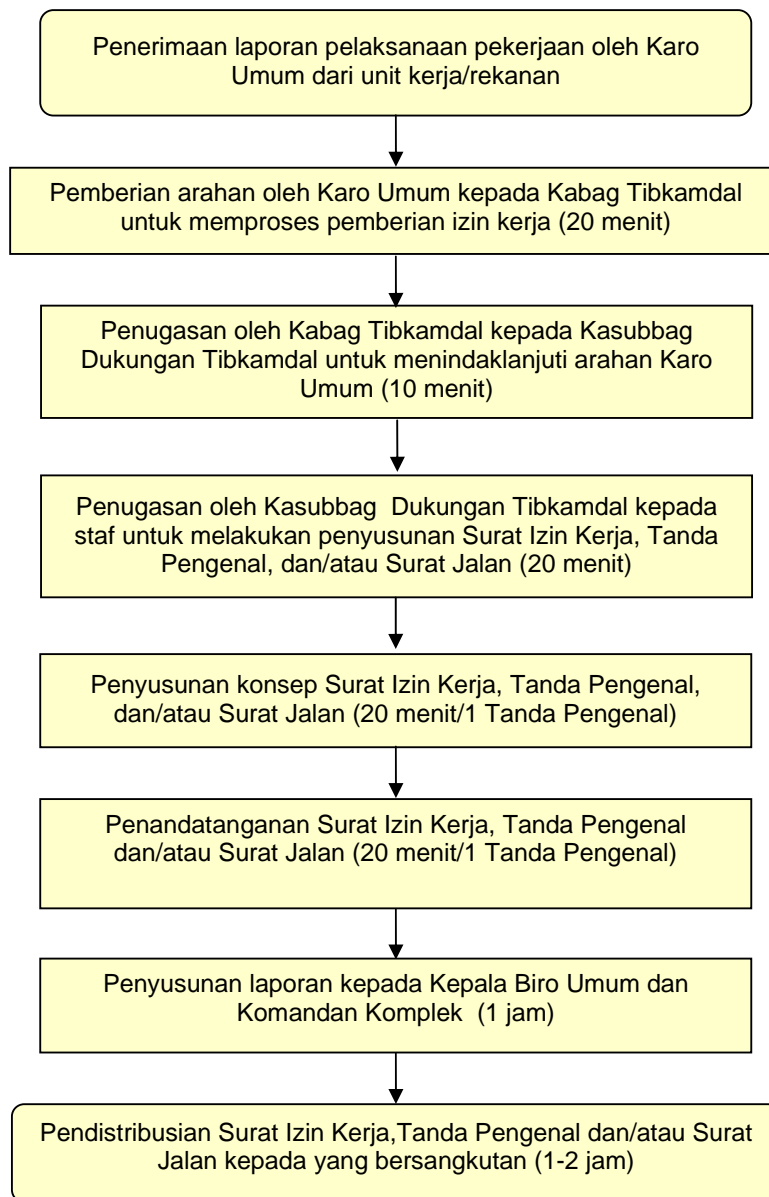 Penerimaan laporan pelaksanaan pekerjaan oleh Karo
Umum dari unit kerja/rekanan
Pemberian arahan oleh Karo Umum kepada Kabag Tibkamdal
untuk memproses pemberian izin kerja (20 menit)
Penugasan oleh Kabag Tibkamdal kepada Kasubbag
Dukungan Tibkamdal untuk menindaklanjuti arahan Karo
Umum (10 menit)
Penugasan oleh Kasubbag  Dukungan Tibkamdal kepada
staf untuk melakukan penyusunan Surat Izin Kerja, Tanda
Pengenal, dan/atau Surat Jalan (20 menit)
Penyusunan konsep Surat Izin Kerja, Tanda Pengenal,
dan/atau Surat Jalan (20 menit/1 Tanda Pengenal)
Penandatanganan Surat Izin Kerja, Tanda Pengenal
dan/atau Surat Jalan (20 menit/1 Tanda Pengenal)
Penyusunan laporan kepada Kepala Biro Umum dan
Komandan Komplek  (1 jam)
Pendistribusian Surat Izin Kerja,Tanda Pengenal dan/atau Surat
Jalan kepada yang bersangkutan (1-2 jam)